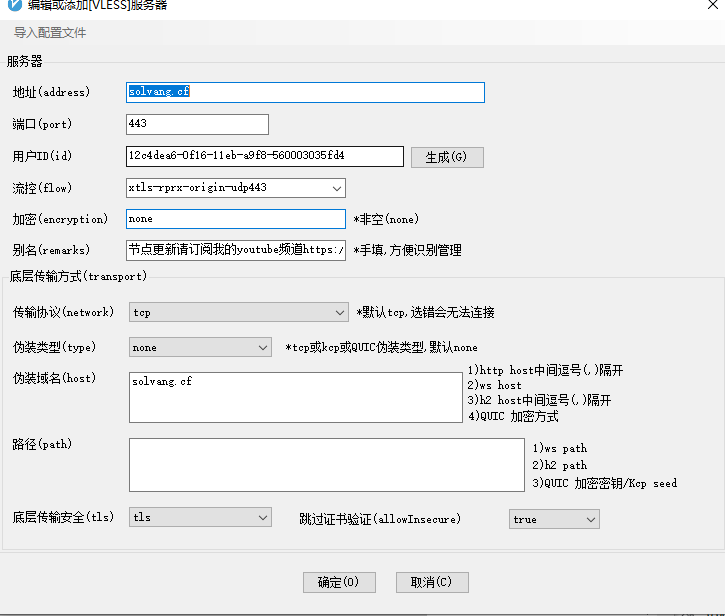 编辑或添加[VLESS]服务器
导入配置文件
服务器
地址(address) solvang.cf
端口(port) 443
用户ID(id) 12c4dea6-0f16-11eb-a9f8-560003035fd4 生成(G)
流控(flow) xtls-rprx-origin-udp443
加密(encryption) none *非空(none)
别名(remarks) 节点更新请订阅我的youtube频道https:/ *手填,方便识别管理
底层传输方式(transport)
传输协议(network) tcp *默认tcp,选错会无法连接
伪装类型(type) none *tcp或kcp或QUIC伪装类型,默认none
伪装域名(host) solvang.cf
1)http host中间逗号(,)隔开
2)ws host
3)h2 host中间逗号(,)隔开
4)QUIC 加密方式
路径(path)
1)ws path
2)h2 path
3)QUIC 加密密钥/Kcp seed
底层传输安全(tls) tls 跳过证书验证(allowInsecure) true
确定(O) 取消(C)